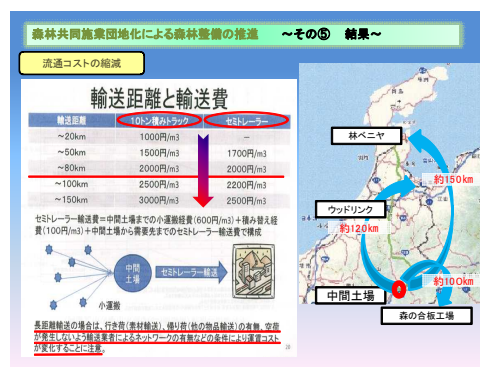 森林共同施業団地化による森林整備の推進　～その⑤　結果～
流通コストの縮減
輸送距離と輸送費
輸送距離 10トン積みトラック セミトレーラー
～20km 1000円/m3 －
～50km 1500円/m3 1700円/m3
～80km 2000円/m3 2000円/m3
～100km 2500円/m3 2200円/m3
～150km 3000円/m3 2500円/m3
セミトレーラー輸送費＝中間土場までの小運搬経費(600円/m3)＋積み替え経
費(100円/m3)＋中間土場から需要先までのセミトレーラー輸送費で構成
中間
土場
セミトレーラー輸送
小運搬
長距離輸送の場合は、行き荷(素材輸送)、帰り荷(他の物品輸送)の有無、空荷
が発生しないよう輸送業者によるネットワークの有無などの条件により運賃コスト
が変化することに注意。
林ベニヤ
約150km
ウッドリンク
約120km
約100km
中間土場
森の合板工場